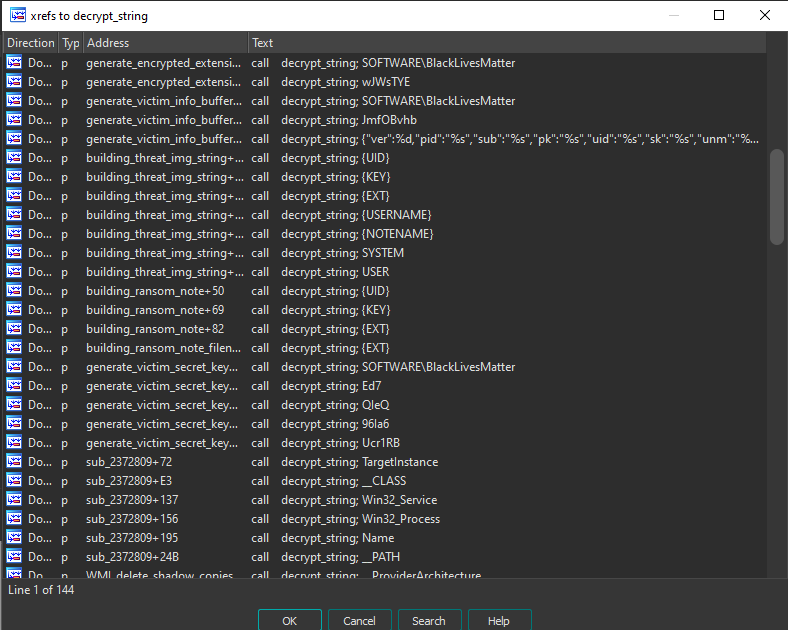 xrefs to decrypt_string
Direction Typ Address Text
Do... p generate_encrypted_extensi... call decrypt_string; SOFTWARE\BlackLivesMatter
Do... p generate_encrypted_extensi... call decrypt_string; wJWsTYE
Do... p generate_victim_info_buffer... call decrypt_string; SOFTWARE\BlackLivesMatter
Do... p generate_victim_info_buffer... call decrypt_string; JmfOBvhb
Do... p generate_victim_info_buffer... call decrypt_string; {"ver":%d,"pid":"%s","sub":"%s","pk":"%s","uid":"%s","sk":"%s","unm":"%...
Do... p building_threat_img_string+... call decrypt_string; {UID}
Do... p building_threat_img_string+... call decrypt_string; {KEY}
Do... p building_threat_img_string+... call decrypt_string; {EXT}
Do... p building_threat_img_string+... call decrypt_string; {USERNAME}
Do... p building_threat_img_string+... call decrypt_string; {NOTENAME}
Do... p building_threat_img_string+... call decrypt_string; SYSTEM
Do... p building_threat_img_string+... call decrypt_string; USER
Do... p building_ransom_note+50 call decrypt_string; {UID}
Do... p building_ransom_note+69 call decrypt_string; {KEY}
Do... p building_ransom_note+82 call decrypt_string; {EXT}
Do... p building_ransom_note_filen... call decrypt_string; {EXT}
Do... p generate_victim_secret_key... call decrypt_string; SOFTWARE\BlackLivesMatter
Do... p generate_victim_secret_key... call decrypt_string; Ed7
Do... p generate_victim_secret_key... call decrypt_string; QIeQ
Do... p generate_victim_secret_key... call decrypt_string; 96Ia6
Do... p generate_victim_secret_key... call decrypt_string; Ucr1RB
Do... p sub_2372809+72 call decrypt_string; TargetInstance
Do... p sub_2372809+E3 call decrypt_string; __CLASS
Do... p sub_2372809+137 call decrypt_string; Win32_Service
Do... p sub_2372809+156 call decrypt_string; Win32_Process
Do... p sub_2372809+195 call decrypt_string; Name
Do... p sub_2372809+24B call decrypt_string; __PATH
Do... p WMI_delete_shadow_copies... call decrypt_string; __ProviderArchitecture
Line 1 of 144
OK Cancel Search Help